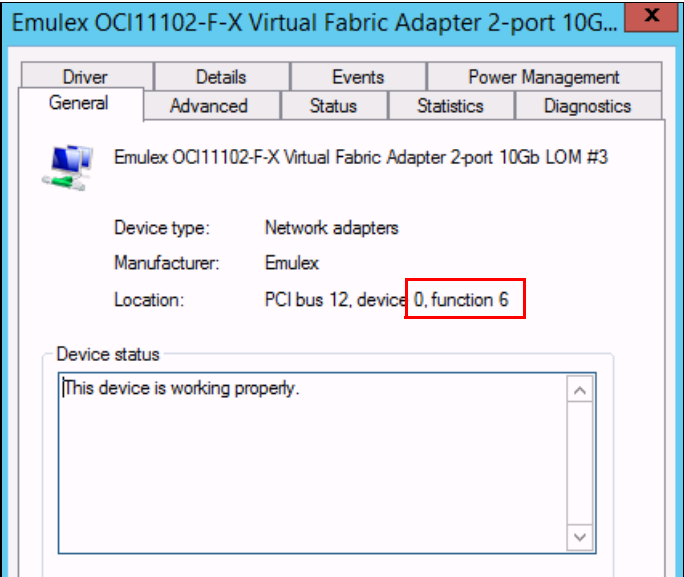 Emulex OCI11102-F-X Virtual Fabric Adapter 2-port 10G...
x
Driver Details Events Power Management
General Advanced Status Statistics Diagnostics
Emulex OCI11102-F-X Virtual Fabric Adapter 2-port 10Gb LOM #3
Device type: Network adapters
Manufacturer: Emulex
Location: PCI bus 12, device 0, function 6
Device status
This device is working properly.